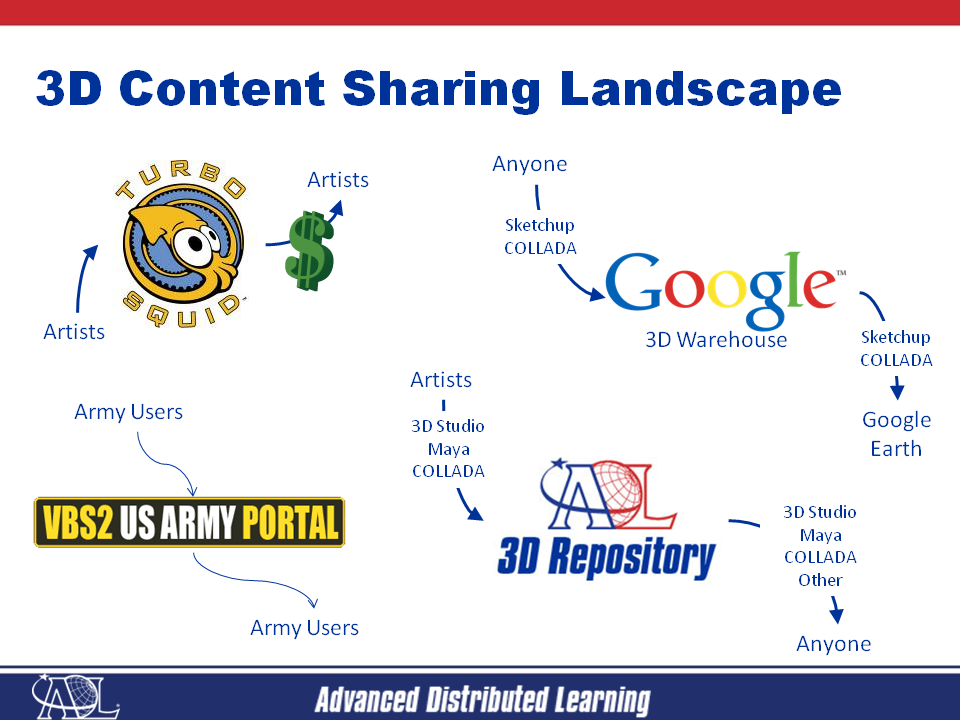 3D Content Sharing Landscape
TURBO
SQUID
Artists
Artists
$
Anyone
Sketchup
COLLADA
Google™
3D Warehouse
Sketchup
COLLADA
Google
Earth
Army Users
VBS2 US ARMY PORTAL
Army Users
Artists
3D Studio
Maya
COLLADA
ADL
3D Repository
3D Studio
Maya
COLLADA
Other
Anyone
ADL
Advanced Distributed Learning